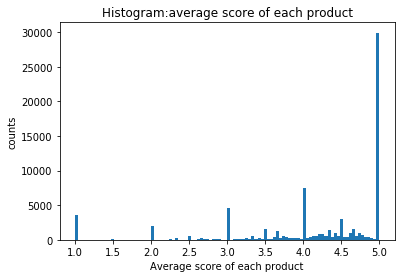 Histogram:average score of each product
30000
25000
20000
15000
10000
5000
0
counts
1.0 1.5 2.0 2.5 3.0 3.5 4.0 4.5 5.0
Average score of each product